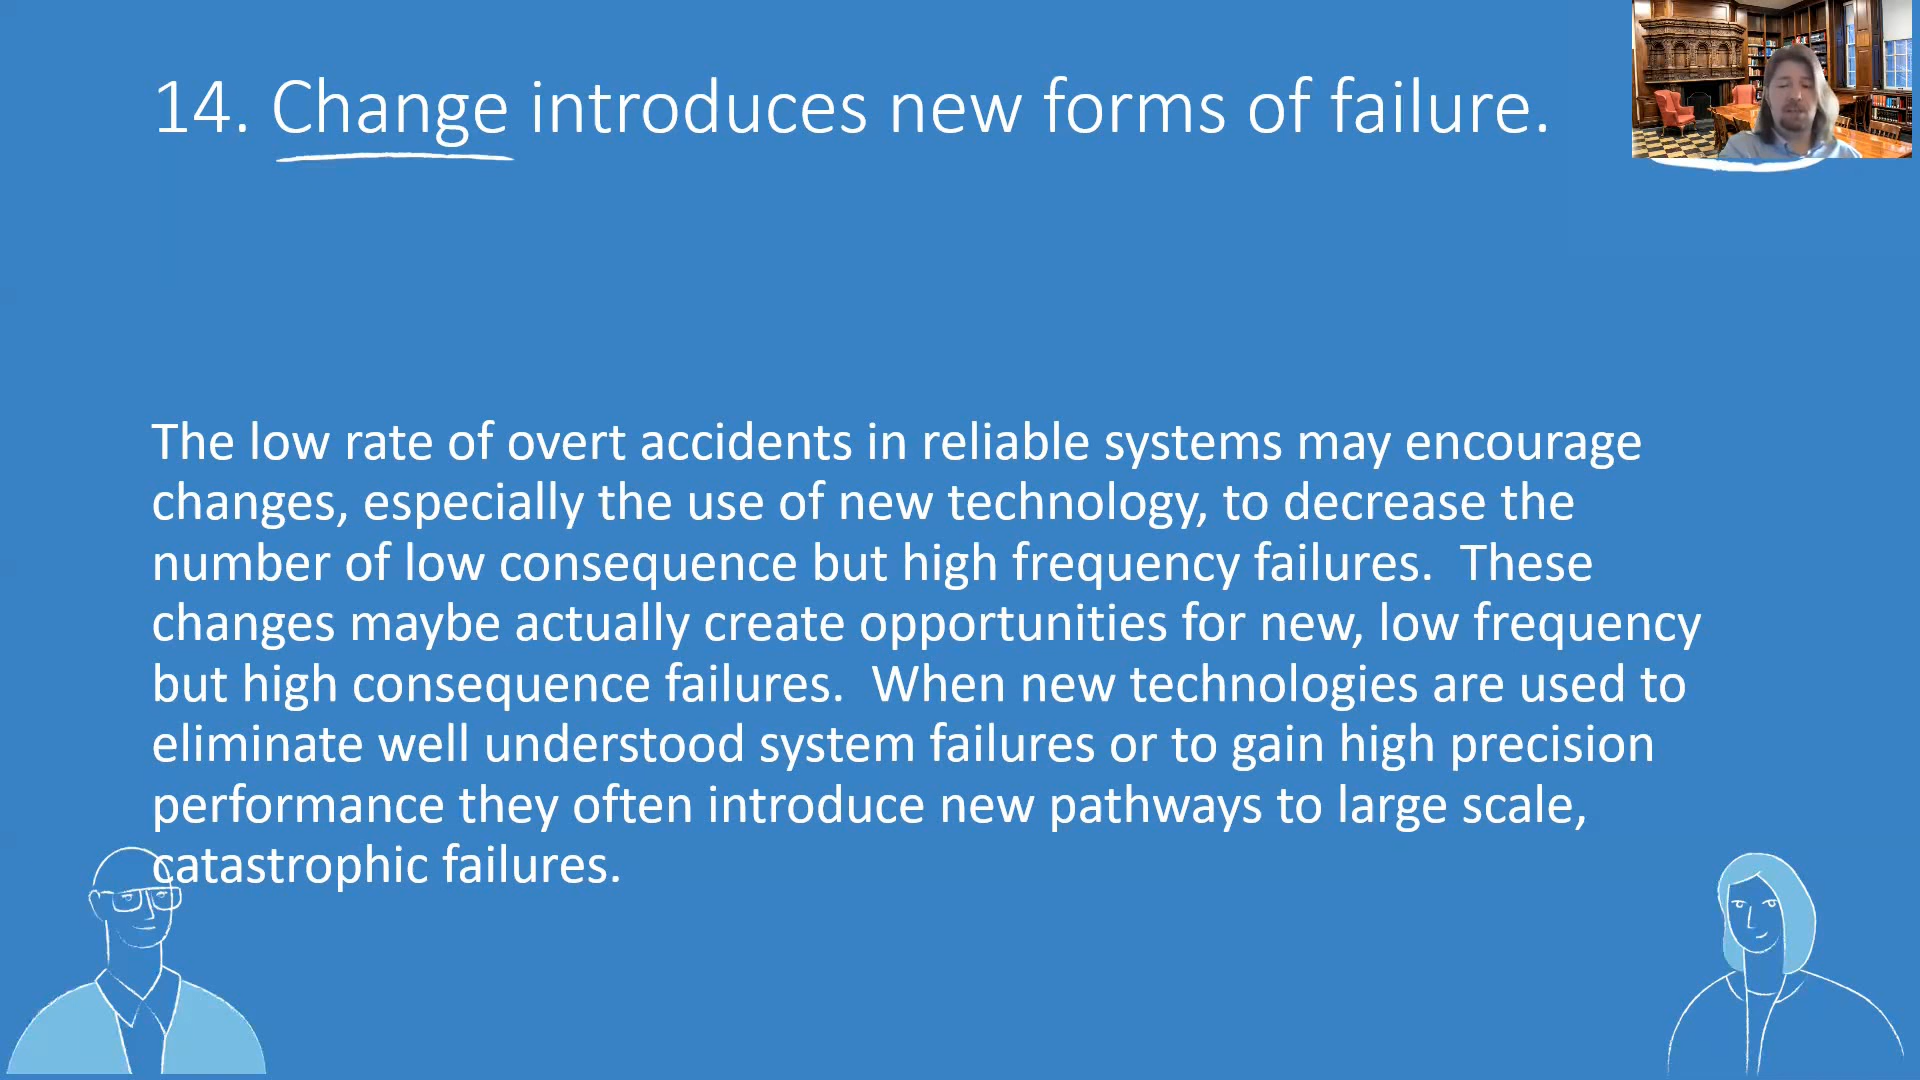 14. Change introduces new forms of failure.
The low rate of overt accidents in reliable systems may encourage
changes, especially the use of new technology, to decrease the
number of low consequence but high frequency failures.  These
changes maybe actually create opportunities for new, low frequency
but high consequence failures.  When new technologies are used to
eliminate well understood system failures or to gain high precision
performance they often introduce new pathways to large scale,
catastrophic failures.